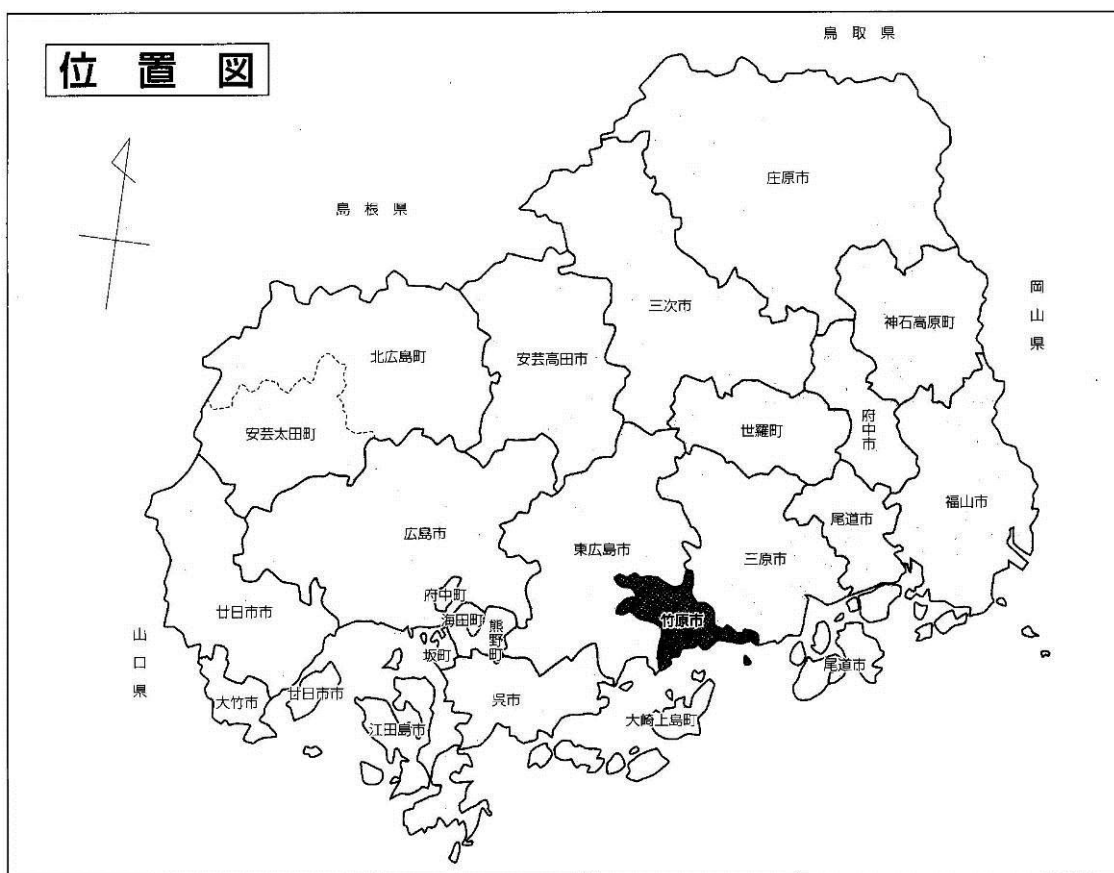 位置図
鳥取県
島根県
庄原市
岡山県
三次市
神石高原町
北広島町
安芸高田市
世羅町
府中市
安芸太田町
福山市
尾道市
広島市
東広島市
三原市
府中町
海田町
熊野町
竹原市
廿日市市
坂町
山口県
尾道市
大竹市
廿日市市
呉市
大崎上島町
江田島市